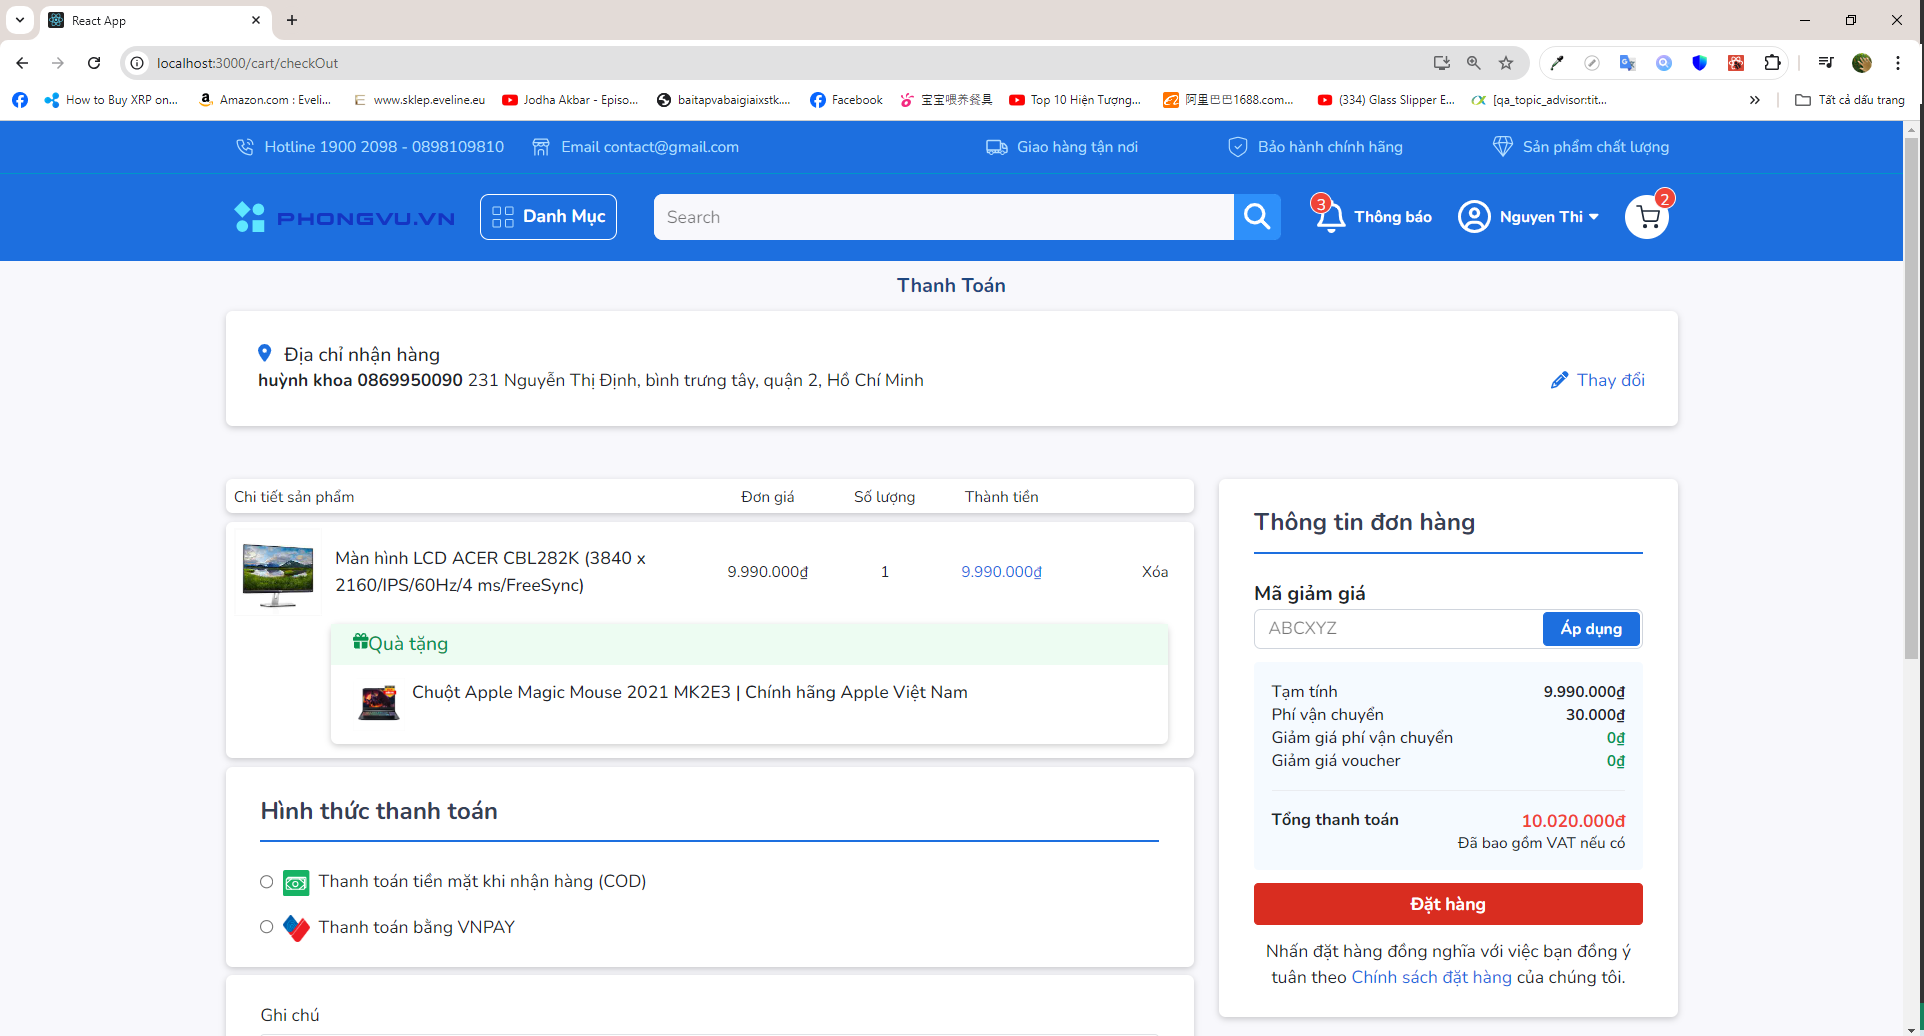 React App
localhost:3000/cart/checkOut
How to Buy XRP on...
Amazon.com : Eveli...
www.sklep.eveline.eu
Jodha Akbar - Episo...
baitapvabaigiaixstk....
Facebook
宝宝喂养餐具
Top 10 Hiện Tượng...
阿里巴巴1688.com...
(334) Glass Slipper E...
[qa_topic_advisor:tit...
Tất cả dấu trang
Hotline 1900 2098 - 0898109810
Email contact@gmail.com
Giao hàng tận nơi
Bảo hành chính hãng
Sản phẩm chất lượng
PHONGVU.VN
Danh Mục
Search
3
Thông báo
Nguyen Thi
2
Thanh Toán
Địa chỉ nhận hàng
huỳnh khoa 0869950090 231 Nguyễn Thị Định, bình trưng tây, quận 2, Hồ Chí Minh
Thay đổi
Chi tiết sản phẩm Đơn giá Số lượng Thành tiền
Màn hình LCD ACER CBL282K (3840 x
2160/IPS/60Hz/4 ms/FreeSync)
9.990.000₫ 1 9.990.000₫ Xóa
Quà tặng
Chuột Apple Magic Mouse 2021 MK2E3 | Chính hãng Apple Việt Nam
Hình thức thanh toán
Thanh toán tiền mặt khi nhận hàng (COD)
Thanh toán bằng VNPAY
Ghi chú
Thông tin đơn hàng
Mã giảm giá
ABCXYZ
Áp dụng
Tạm tính 9.990.000₫
Phí vận chuyển 30.000₫
Giảm giá phí vận chuyển 0₫
Giảm giá voucher 0₫
Tổng thanh toán 10.020.000đ
Đã bao gồm VAT nếu có
Đặt hàng
Nhấn đặt hàng đồng nghĩa với việc bạn đồng ý
tuân theo Chính sách đặt hàng của chúng tôi.